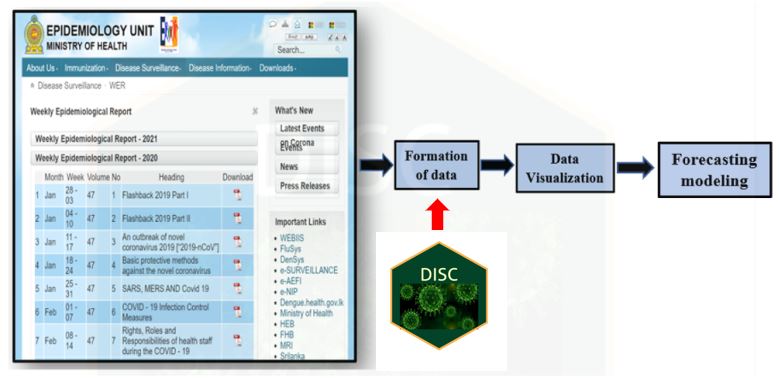 EPIDEMIOLOGY UNIT
MINISTRY OF HEALTH
Search...
About Us - Immunization- Disease Surveillance- Disease Information- Downloads -
Disease Surveillance WER
Weekly Epidemiological Report
Weekly Epidemiological Report - 2021
Weekly Epidemiological Report - 2020
Month Week Volume No Heading Download
1 Jan 28 - 03 47 1 Flashback 2019 Part I
2 Jan 04 - 10 47 2 Flashback 2019 Part II
3 Jan 11 - 17 47 3 An outbreak of novel
coronavirus 2019 ["2019-nCoV"]
4 Jan 18 - 24 47 4 Basic protective methods
against the novel coronavirus
5 Jan 25 - 31 47 5 SARS, MERS AND Covid 19
6 Feb 01 - 07 47 6 COVID - 19 Infection Control
Measures
7 Feb 08 - 14 47 7 Rights, Roles and
Responsibilities of health staff
during the COVID - 19
What's New
Latest Events
on Corona
Events
News
Press Releases
Important Links
WEBIIS
FluSys
DenSys
e-SURVEILLANCE
e-AEFI
e-NIP
Dengue.health.gov.lk
Ministry of Health
HEB
FHB
MRI
Srilanka
Formation
of data
Data
Visualization
Forecasting
modeling
DISC
DISC